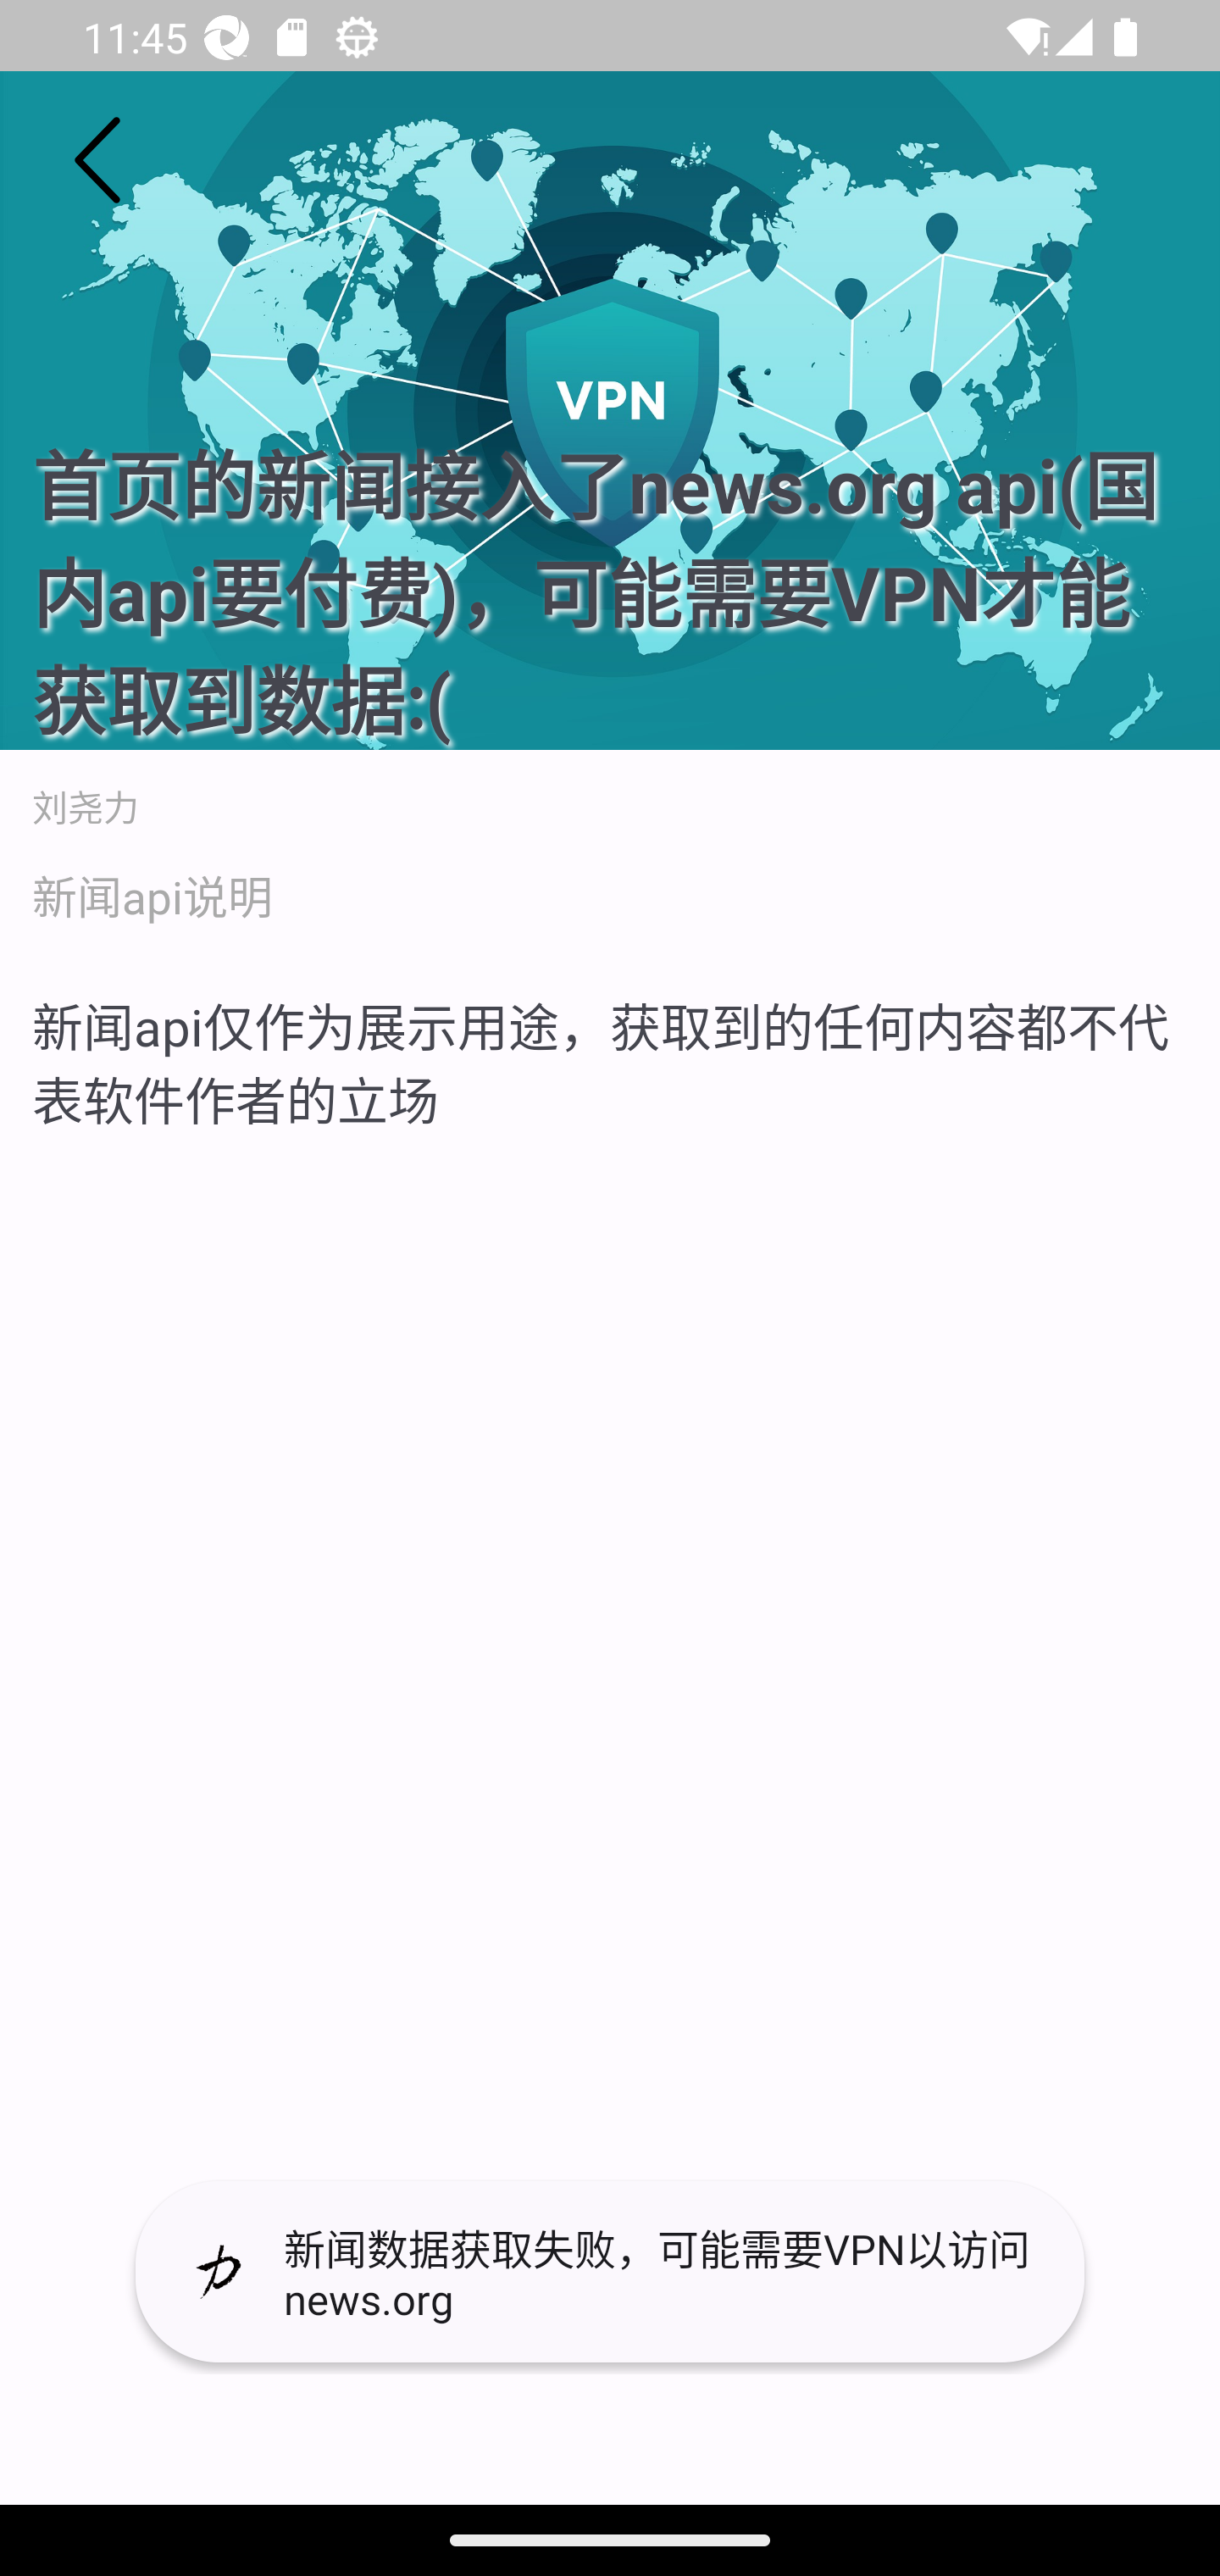 11:45
VPN
首页的新闻接入了news.org api(国
内api要付费)，可能需要VPN才能
获取到数据:(
刘尧力
新闻api说明
新闻api仅作为展示用途，获取到的任何内容都不代
表软件作者的立场
力
新闻数据获取失败，可能需要VPN以访问
news.org